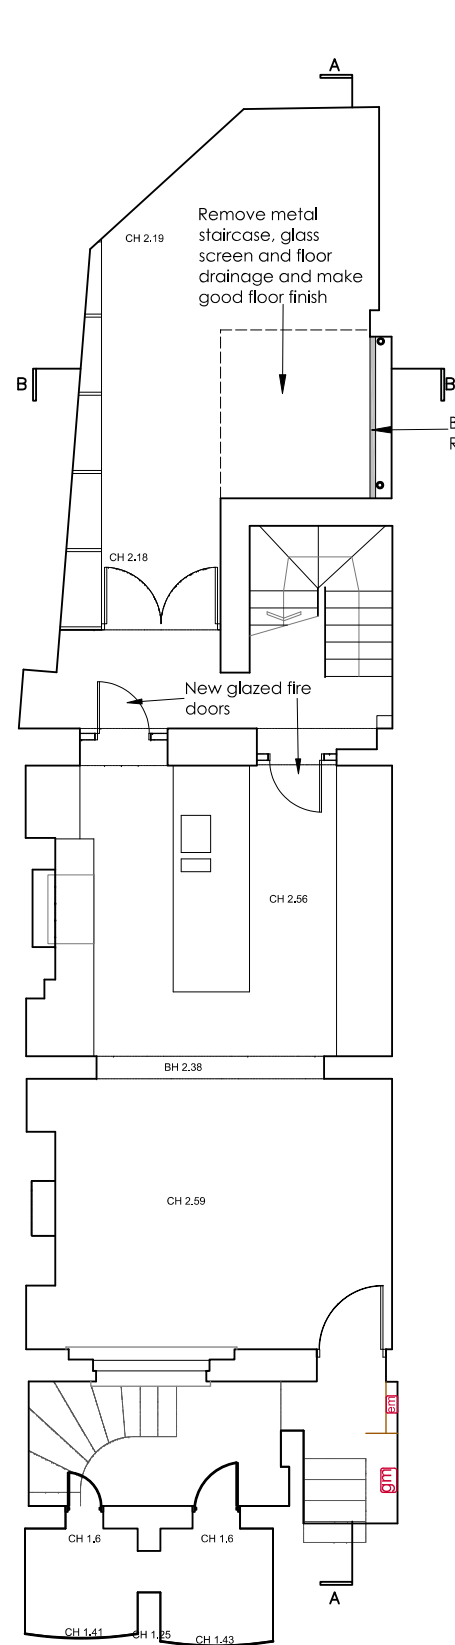 A
Remove metal
staircase, glass
screen and floor
drainage and make
good floor finish
CH 2.19
B
B
B
R
CH 2.18
New glazed fire
doors
CH 2.56
BH 2.38
CH 2.59
em
gm
CH 1.6
CH 1.6
CH 1.41
CH 1.25
CH 1.43
A